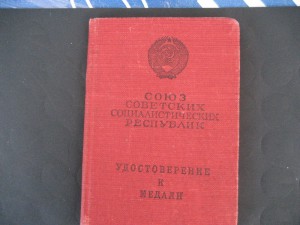 СОЮЗ
СОВЕТСКИХ
СОЦИАЛИСТИЧЕСКИХ
РЕСПУБЛИК
УДОСТОВЕРЕНИЕ
К
МЕДАЛИ